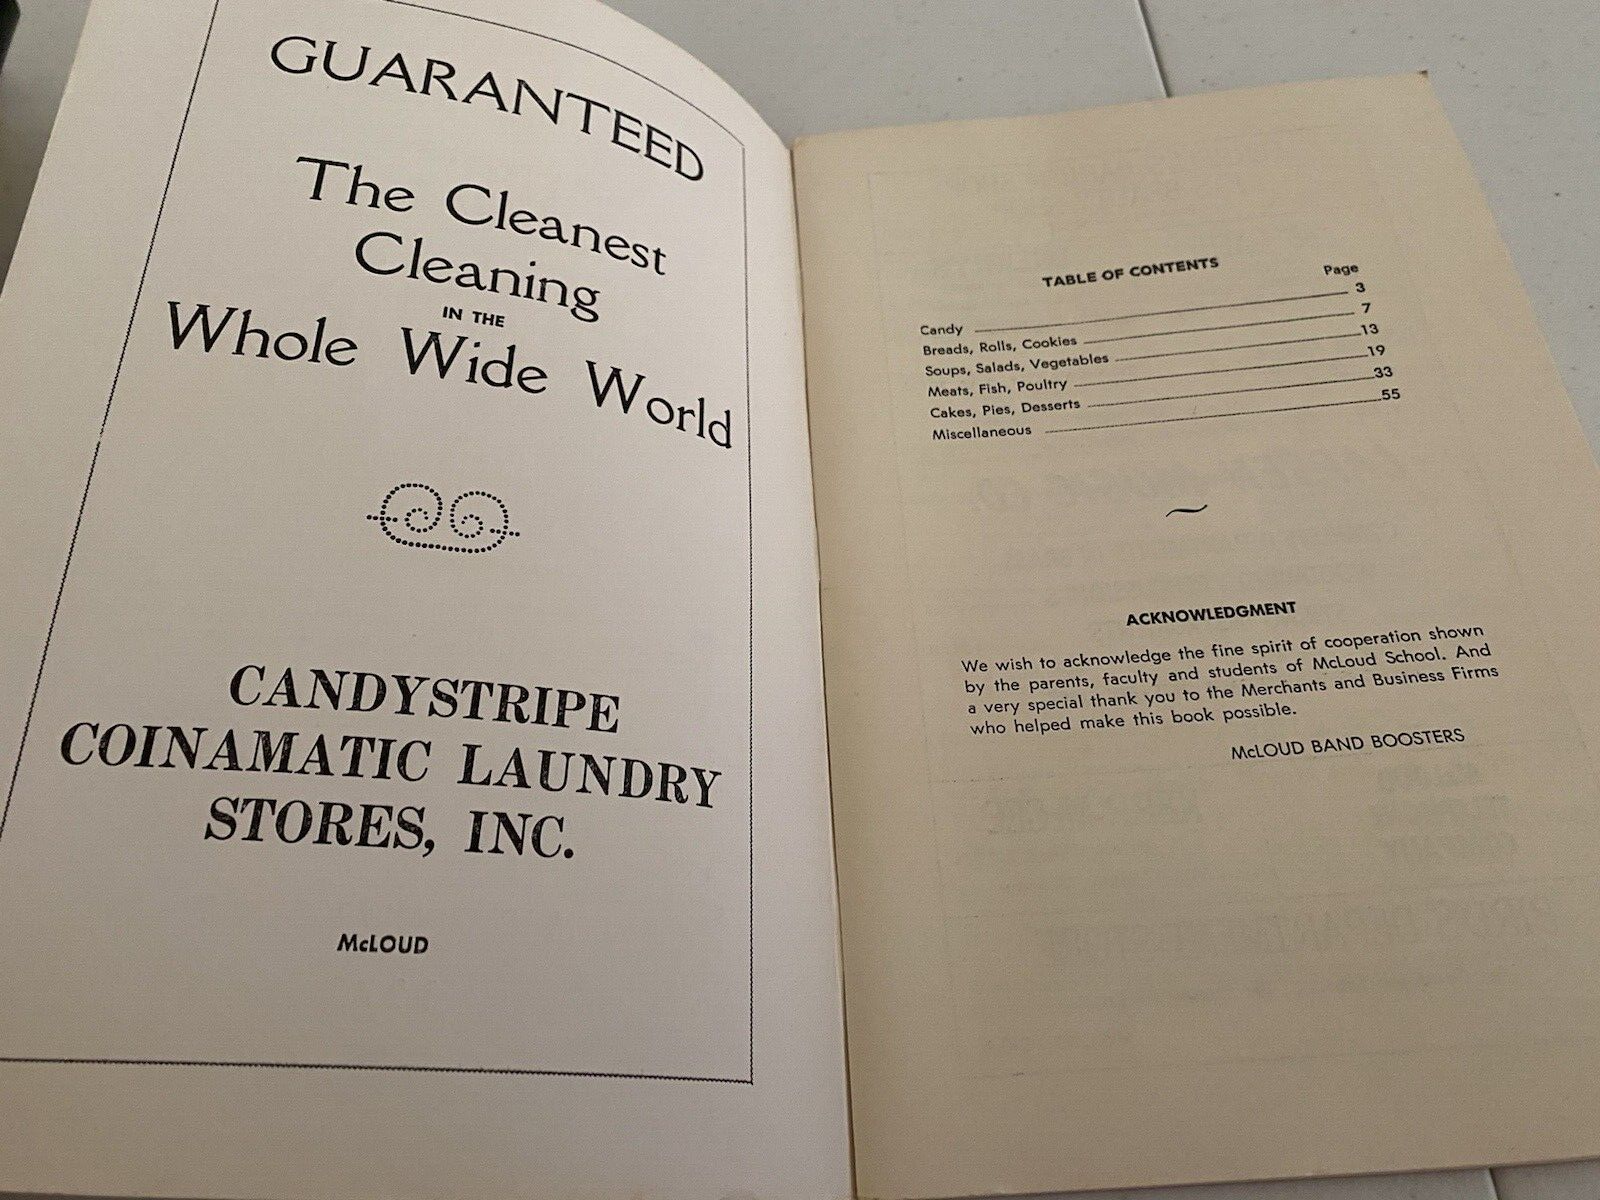 GUARANTEED
The Cleanest
Cleaning
IN THE
Whole Wide World
CANDYSTRIPE
COINAMATIC LAUNDRY
STORES, INC.
McLOUD
TABLE OF CONTENTS
Page
Candy 3
Breads, Rolls, Cookies 7
Soups, Salads, Vegetables 13
Meats, Fish, Poultry 19
Cakes, Pies, Desserts 33
Miscellaneous 55
ACKNOWLEDGMENT
We wish to acknowledge the fine spirit of cooperation shown
by the parents, faculty and students of McLoud School. And
a very special thank you to the Merchants and Business Firms
who helped make this book possible.
McLOUD BAND BOOSTERS